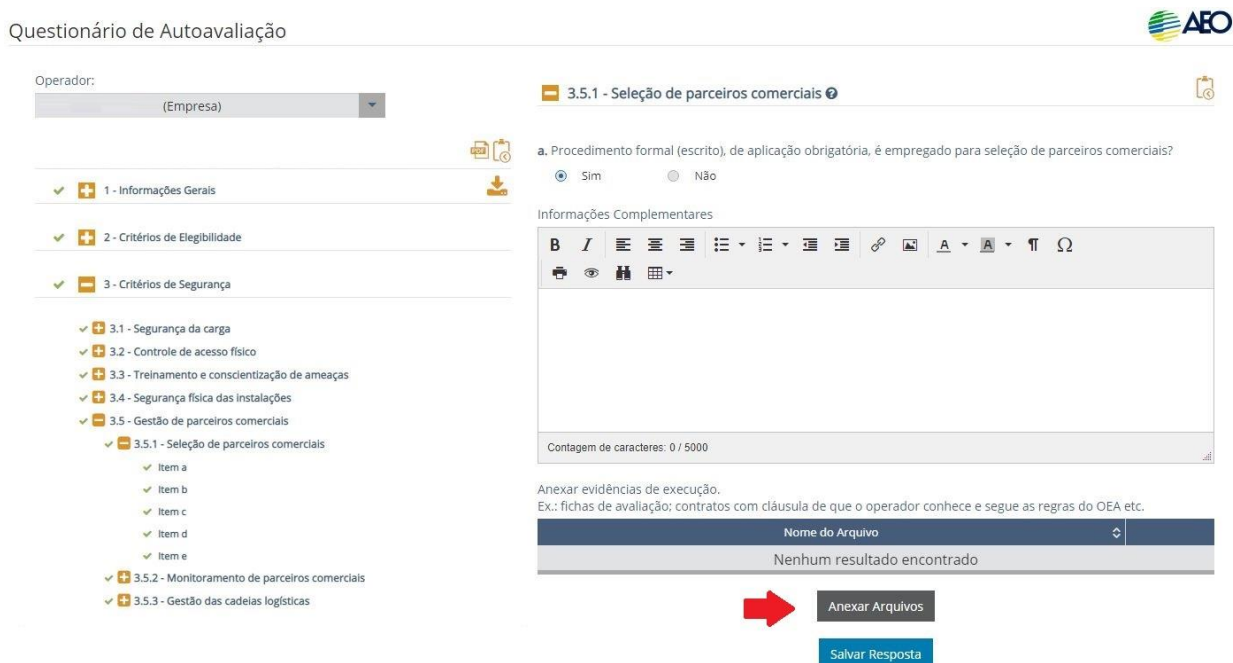 Questionário de Autoavaliação
AEO
Operador:
(Empresa)
PDF
1 - Informações Gerais
2 - Critérios de Elegibilidade
3 - Critérios de Segurança
3.1 - Segurança da carga
3.2 - Controle de acesso físico
3.3 - Treinamento e conscientização de ameaças
3.4 - Segurança física das instalações
3.5 - Gestão de parceiros comerciais
3.5.1 - Seleção de parceiros comerciais
Item a
Item b
Item c
Item d
Item e
3.5.2 - Monitoramento de parceiros comerciais
3.5.3 - Gestão das cadeias logísticas
3.5.1 - Seleção de parceiros comerciais
a. Procedimento formal (escrito), de aplicação obrigatória, é empregado para seleção de parceiros comerciais?
Sim Não
Informações Complementares
B I A A ¶ Ω
Contagem de caracteres: 0 / 5000
Anexar evidências de execução.
Ex.: fichas de avaliação; contratos com cláusula de que o operador conhece e segue as regras do OEA etc.
Nome do Arquivo
Nenhum resultado encontrado
Anexar Arquivos
Salvar Resposta